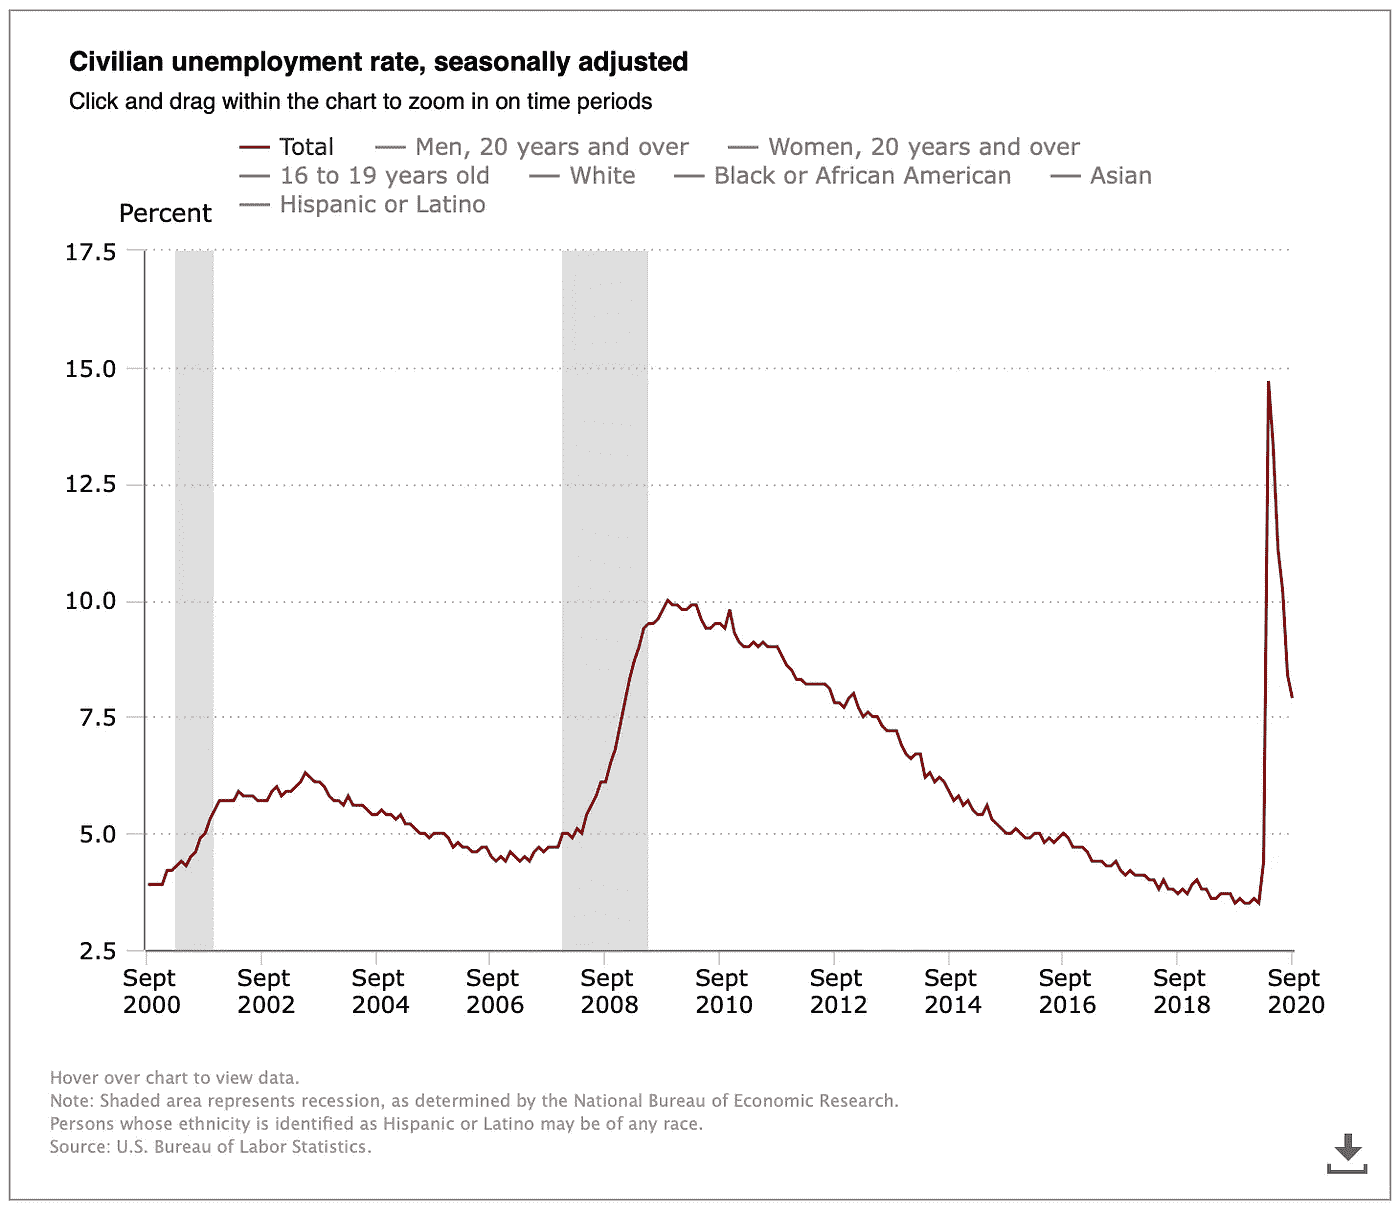 Civilian unemployment rate, seasonally adjusted
Click and drag within the chart to zoom in on time periods
Total Men, 20 years and over Women, 20 years and over
16 to 19 years old White Black or African American Asian
Hispanic or Latino
Percent
17.5
15.0
12.5
10.0
7.5
5.0
2.5
Sept Sept Sept Sept Sept Sept Sept Sept Sept Sept Sept
2000 2002 2004 2006 2008 2010 2012 2014 2016 2018 2020
Hover over chart to view data.
Note: Shaded area represents recession, as determined by the National Bureau of Economic Research.
Persons whose ethnicity is identified as Hispanic or Latino may be of any race.
Source: U.S. Bureau of Labor Statistics.